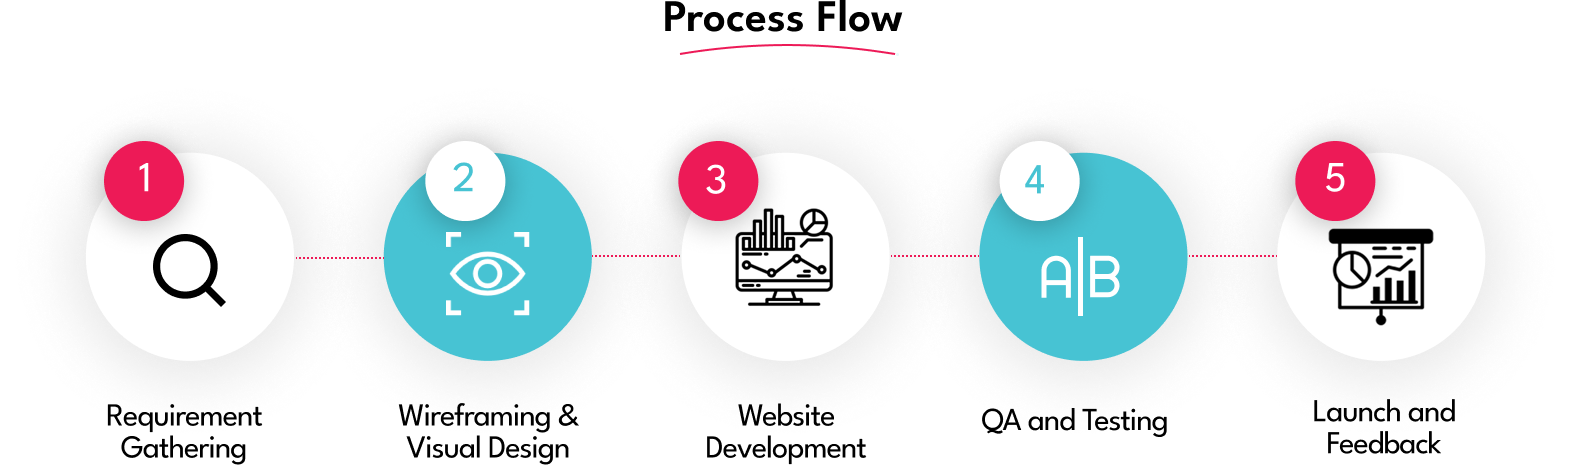 Process Flow
1
2
3
4
5
A|B
Requirement
Gathering
Wireframing &
Visual Design
Website
Development
QA and Testing
Launch and
Feedback